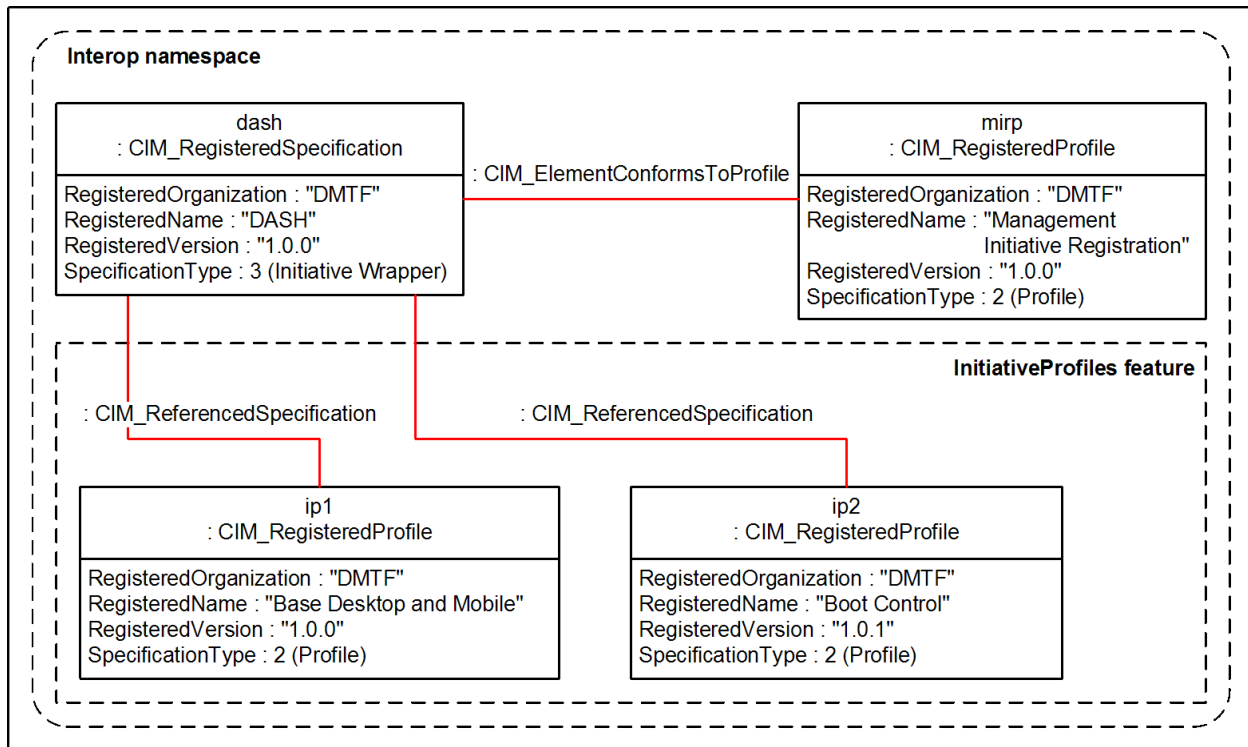 Interop namespace
dash
: CIM_RegisteredSpecification
RegisteredOrganization : "DMTF"
RegisteredName : "DASH"
RegisteredVersion : "1.0.0"
SpecificationType : 3 (Initiative Wrapper)
: CIM_ElementConformsToProfile
mirp
: CIM_RegisteredProfile
RegisteredOrganization : "DMTF"
RegisteredName : "Management
Initiative Registration"
RegisteredVersion : "1.0.0"
SpecificationType : 2 (Profile)
InitiativeProfiles feature
: CIM_ReferencedSpecification
: CIM_ReferencedSpecification
ip1
: CIM_RegisteredProfile
RegisteredOrganization : "DMTF"
RegisteredName : "Base Desktop and Mobile"
RegisteredVersion : "1.0.0"
SpecificationType : 2 (Profile)
ip2
: CIM_RegisteredProfile
RegisteredOrganization : "DMTF"
RegisteredName : "Boot Control"
RegisteredVersion : "1.0.1"
SpecificationType : 2 (Profile)